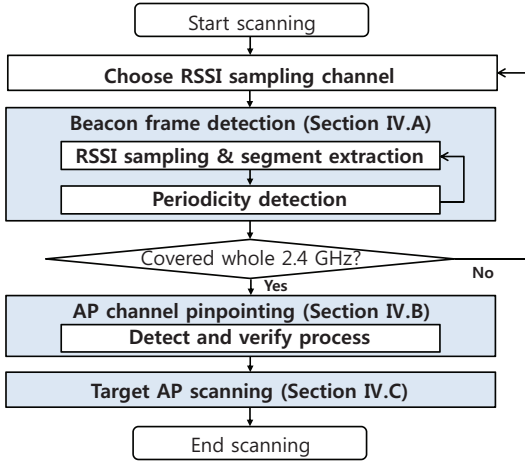 Start scanning
Choose RSSI sampling channel
Beacon frame detection (Section IV.A)
RSSI sampling & segment extraction
Periodicity detection
Covered whole 2.4 GHz?
No
Yes
AP channel pinpointing (Section IV.B)
Detect and verify process
Target AP scanning (Section IV.C)
End scanning